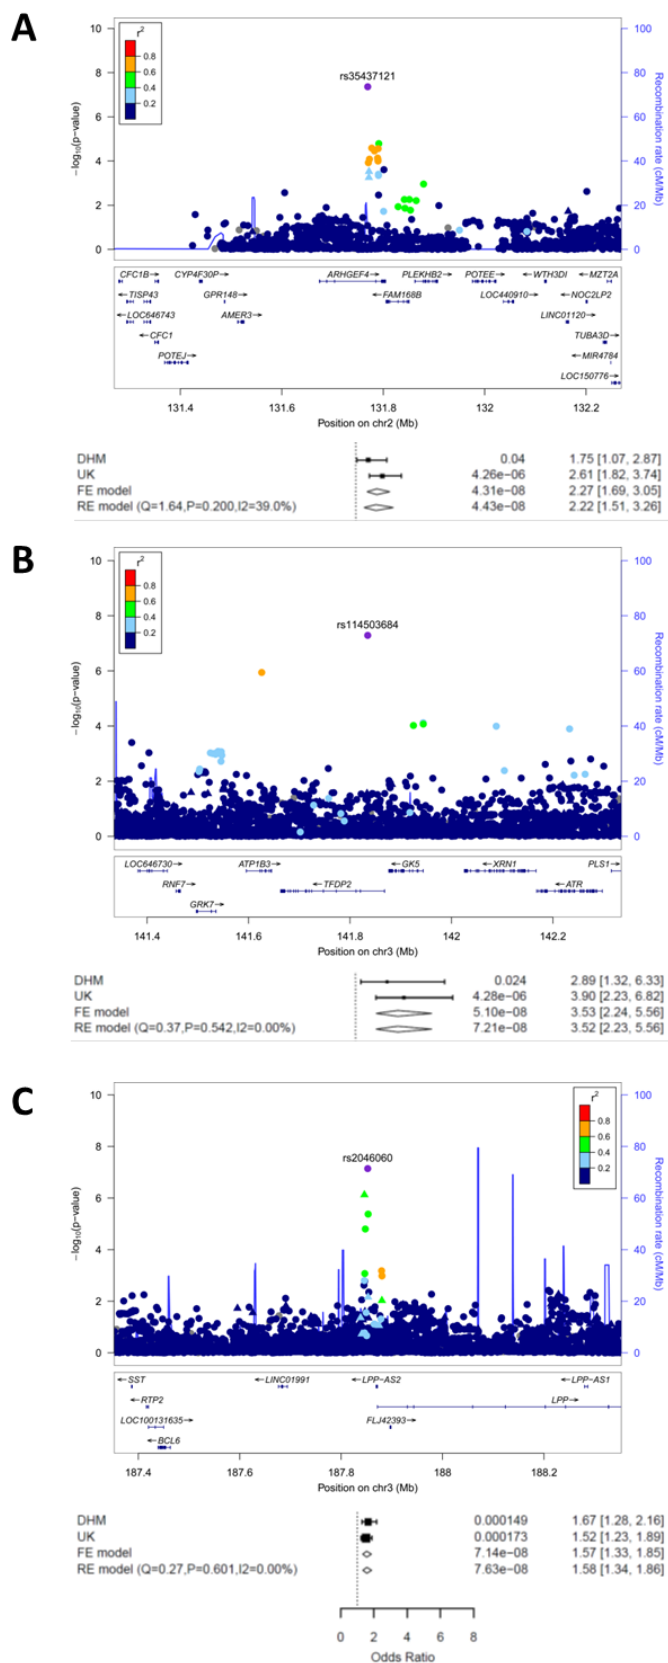 A
10
8
6
4
2
0
−log10(p−value)
r2
0.8
0.6
0.4
0.2
rs35437121
100
80
60
40
20
0
Recombination rate (cM/Mb)
CFC1B→ CYP4F30P→ ARHGEF4→ PLEKHB2→ POTEE→ ←WTH3DI ←MZT2A
←TISP43 GPR148→ ←FAM168B LOC440910→ ←NOC2LP2
←LOC646743 AMER3→ LINC01120→
←CFC1 TUBA3D→
POTEJ→ ←MIR4784
LOC150776→
131.4 131.6 131.8 132 132.2
Position on chr2 (Mb)
DHM 0.04 1.75 [1.07, 2.87]
UK 4.26e−06 2.61 [1.82, 3.74]
FE model 4.31e−08 2.27 [1.69, 3.05]
RE model (Q=1.64,P=0.200,I2=39.0%) 4.43e−08 2.22 [1.51, 3.26]
B
10
8
6
4
2
0
−log10(p−value)
r2
0.8
0.6
0.4
0.2
rs114503684
100
80
60
40
20
0
Recombination rate (cM/Mb)
LOC646730→ ATP1B3→ ←GK5 ←XRN1 PLS1→
RNF7→ ←TFDP2 ←ATR
GRK7→
141.4 141.6 141.8 142 142.2
Position on chr3 (Mb)
DHM 0.024 2.89 [1.32, 6.33]
UK 4.28e−06 3.90 [2.23, 6.82]
FE model 5.10e−08 3.53 [2.24, 5.56]
RE model (Q=0.37,P=0.542,I2=0.00%) 7.21e−08 3.52 [2.23, 5.56]
C
10
8
6
4
2
0
−log10(p−value)
r2
0.8
0.6
0.4
0.2
rs2046060
100
80
60
40
20
0
Recombination rate (cM/Mb)
←SST ←LINC01991 ←LPP−AS2 ←LPP−AS1
←RTP2 LPP→
LOC100131635→ FLJ42393→
←BCL6
187.4 187.6 187.8 188 188.2
Position on chr3 (Mb)
DHM 0.000149 1.67 [1.28, 2.16]
UK 0.000173 1.52 [1.23, 1.89]
FE model 7.14e−08 1.57 [1.33, 1.85]
RE model (Q=0.27,P=0.601,I2=0.00%) 7.63e−08 1.58 [1.34, 1.86]
0 2 4 6 8
Odds Ratio